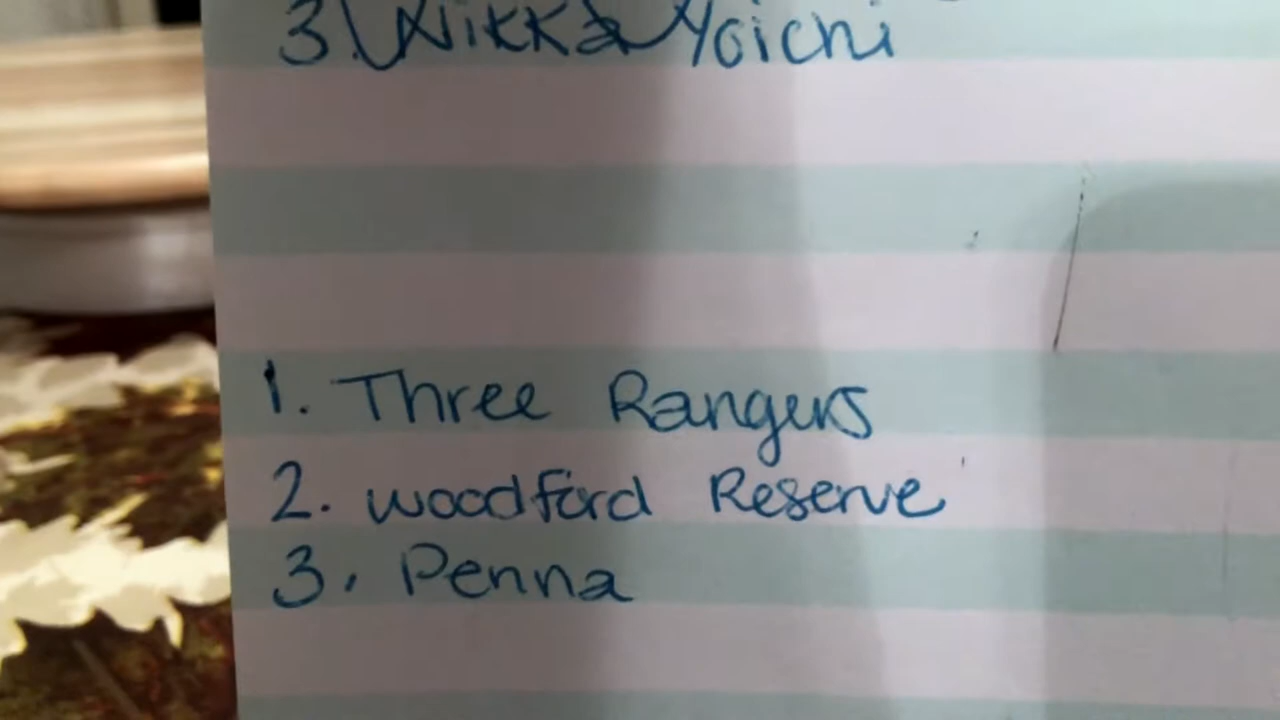 3. Nikka Yoichi
1. Three Rangers
2. Woodford Reserve
3. Penna